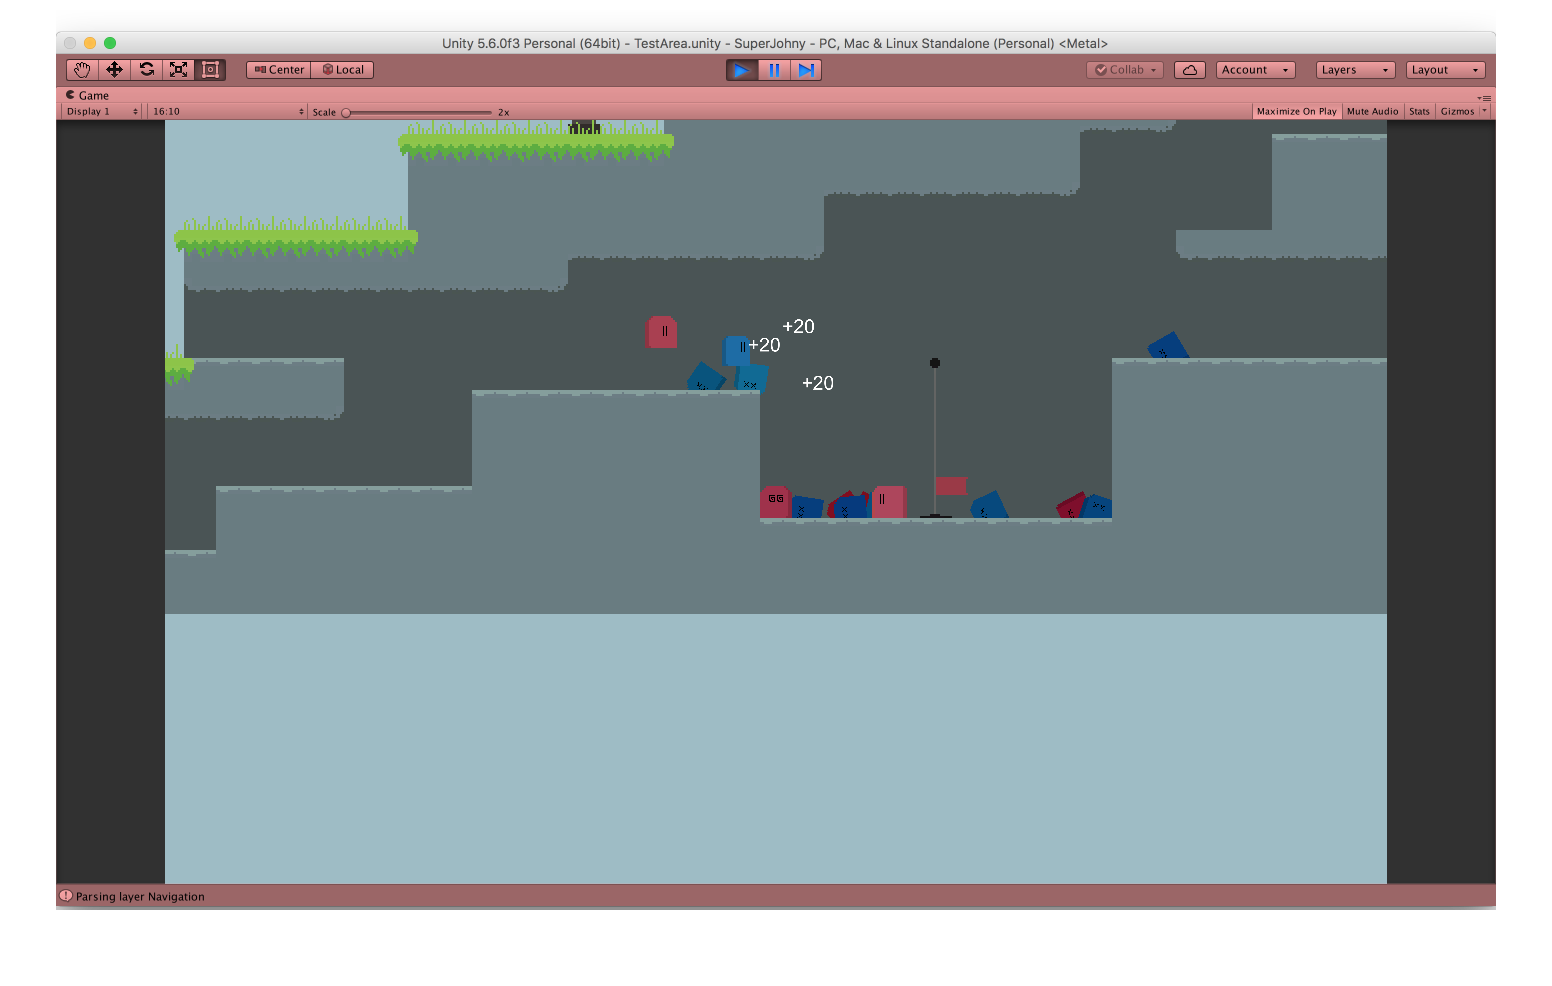 Unity 5.6.0f3 Personal (64bit) - TestArea.unity - SuperJohny - PC, Mac & Linux Standalone (Personal) <Metal>
Center Local Collab Account Layers Layout
Game
Display 1 16:10 Scale 2x Maximize On Play Mute Audio Stats Gizmos
+20
+20
+20
GG
Parsing layer Navigation